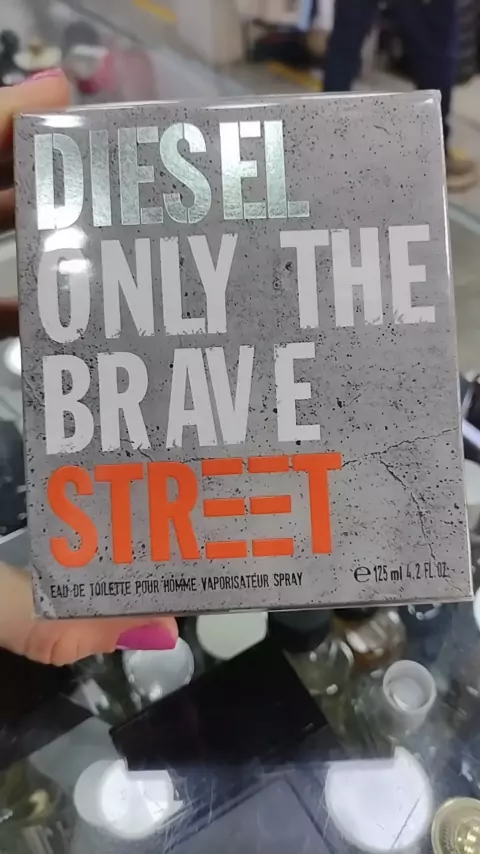 DIESEL
ONLY THE
BRAVE
STREET
EAU DE TOILETTE POUR HOMME VAPORISATEUR SPRAY
℮ 125 ml 4.2 FL.OZ.